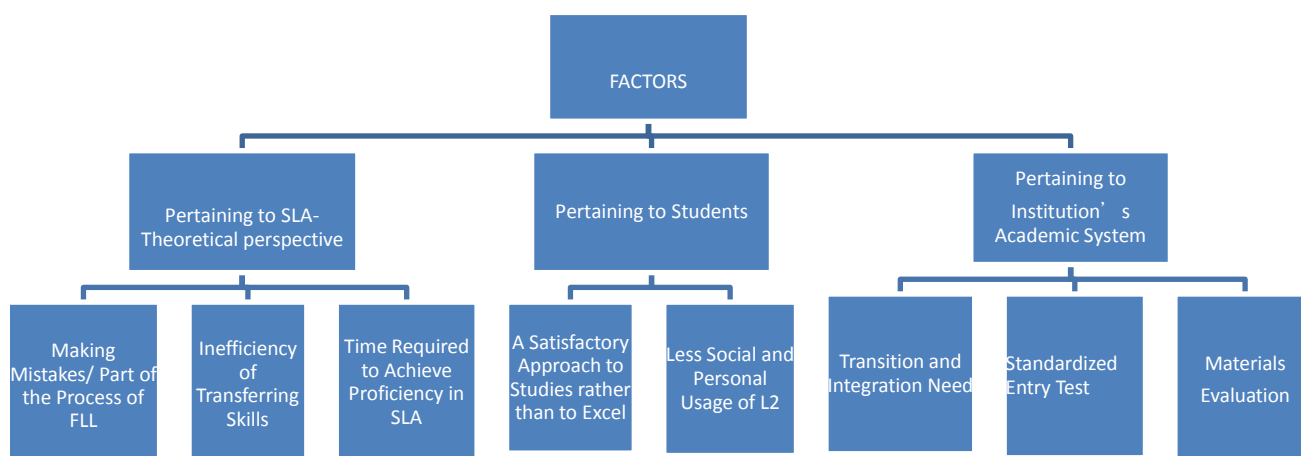 FACTORS
Pertaining to SLA-
Theoretical perspective
Pertaining to Students
Pertaining to
Institution’s
Academic System
Making
Mistakes/ Part of
the Process of
FLL
Inefficiency
of
Transferring
Skills
Time Required
to Achieve
Proficiency in
SLA
A Satisfactory
Approach to
Studies rather
than to Excel
Less Social and
Personal
Usage of L2
Transition and
Integration Need
Standardized
Entry Test
Materials
Evaluation